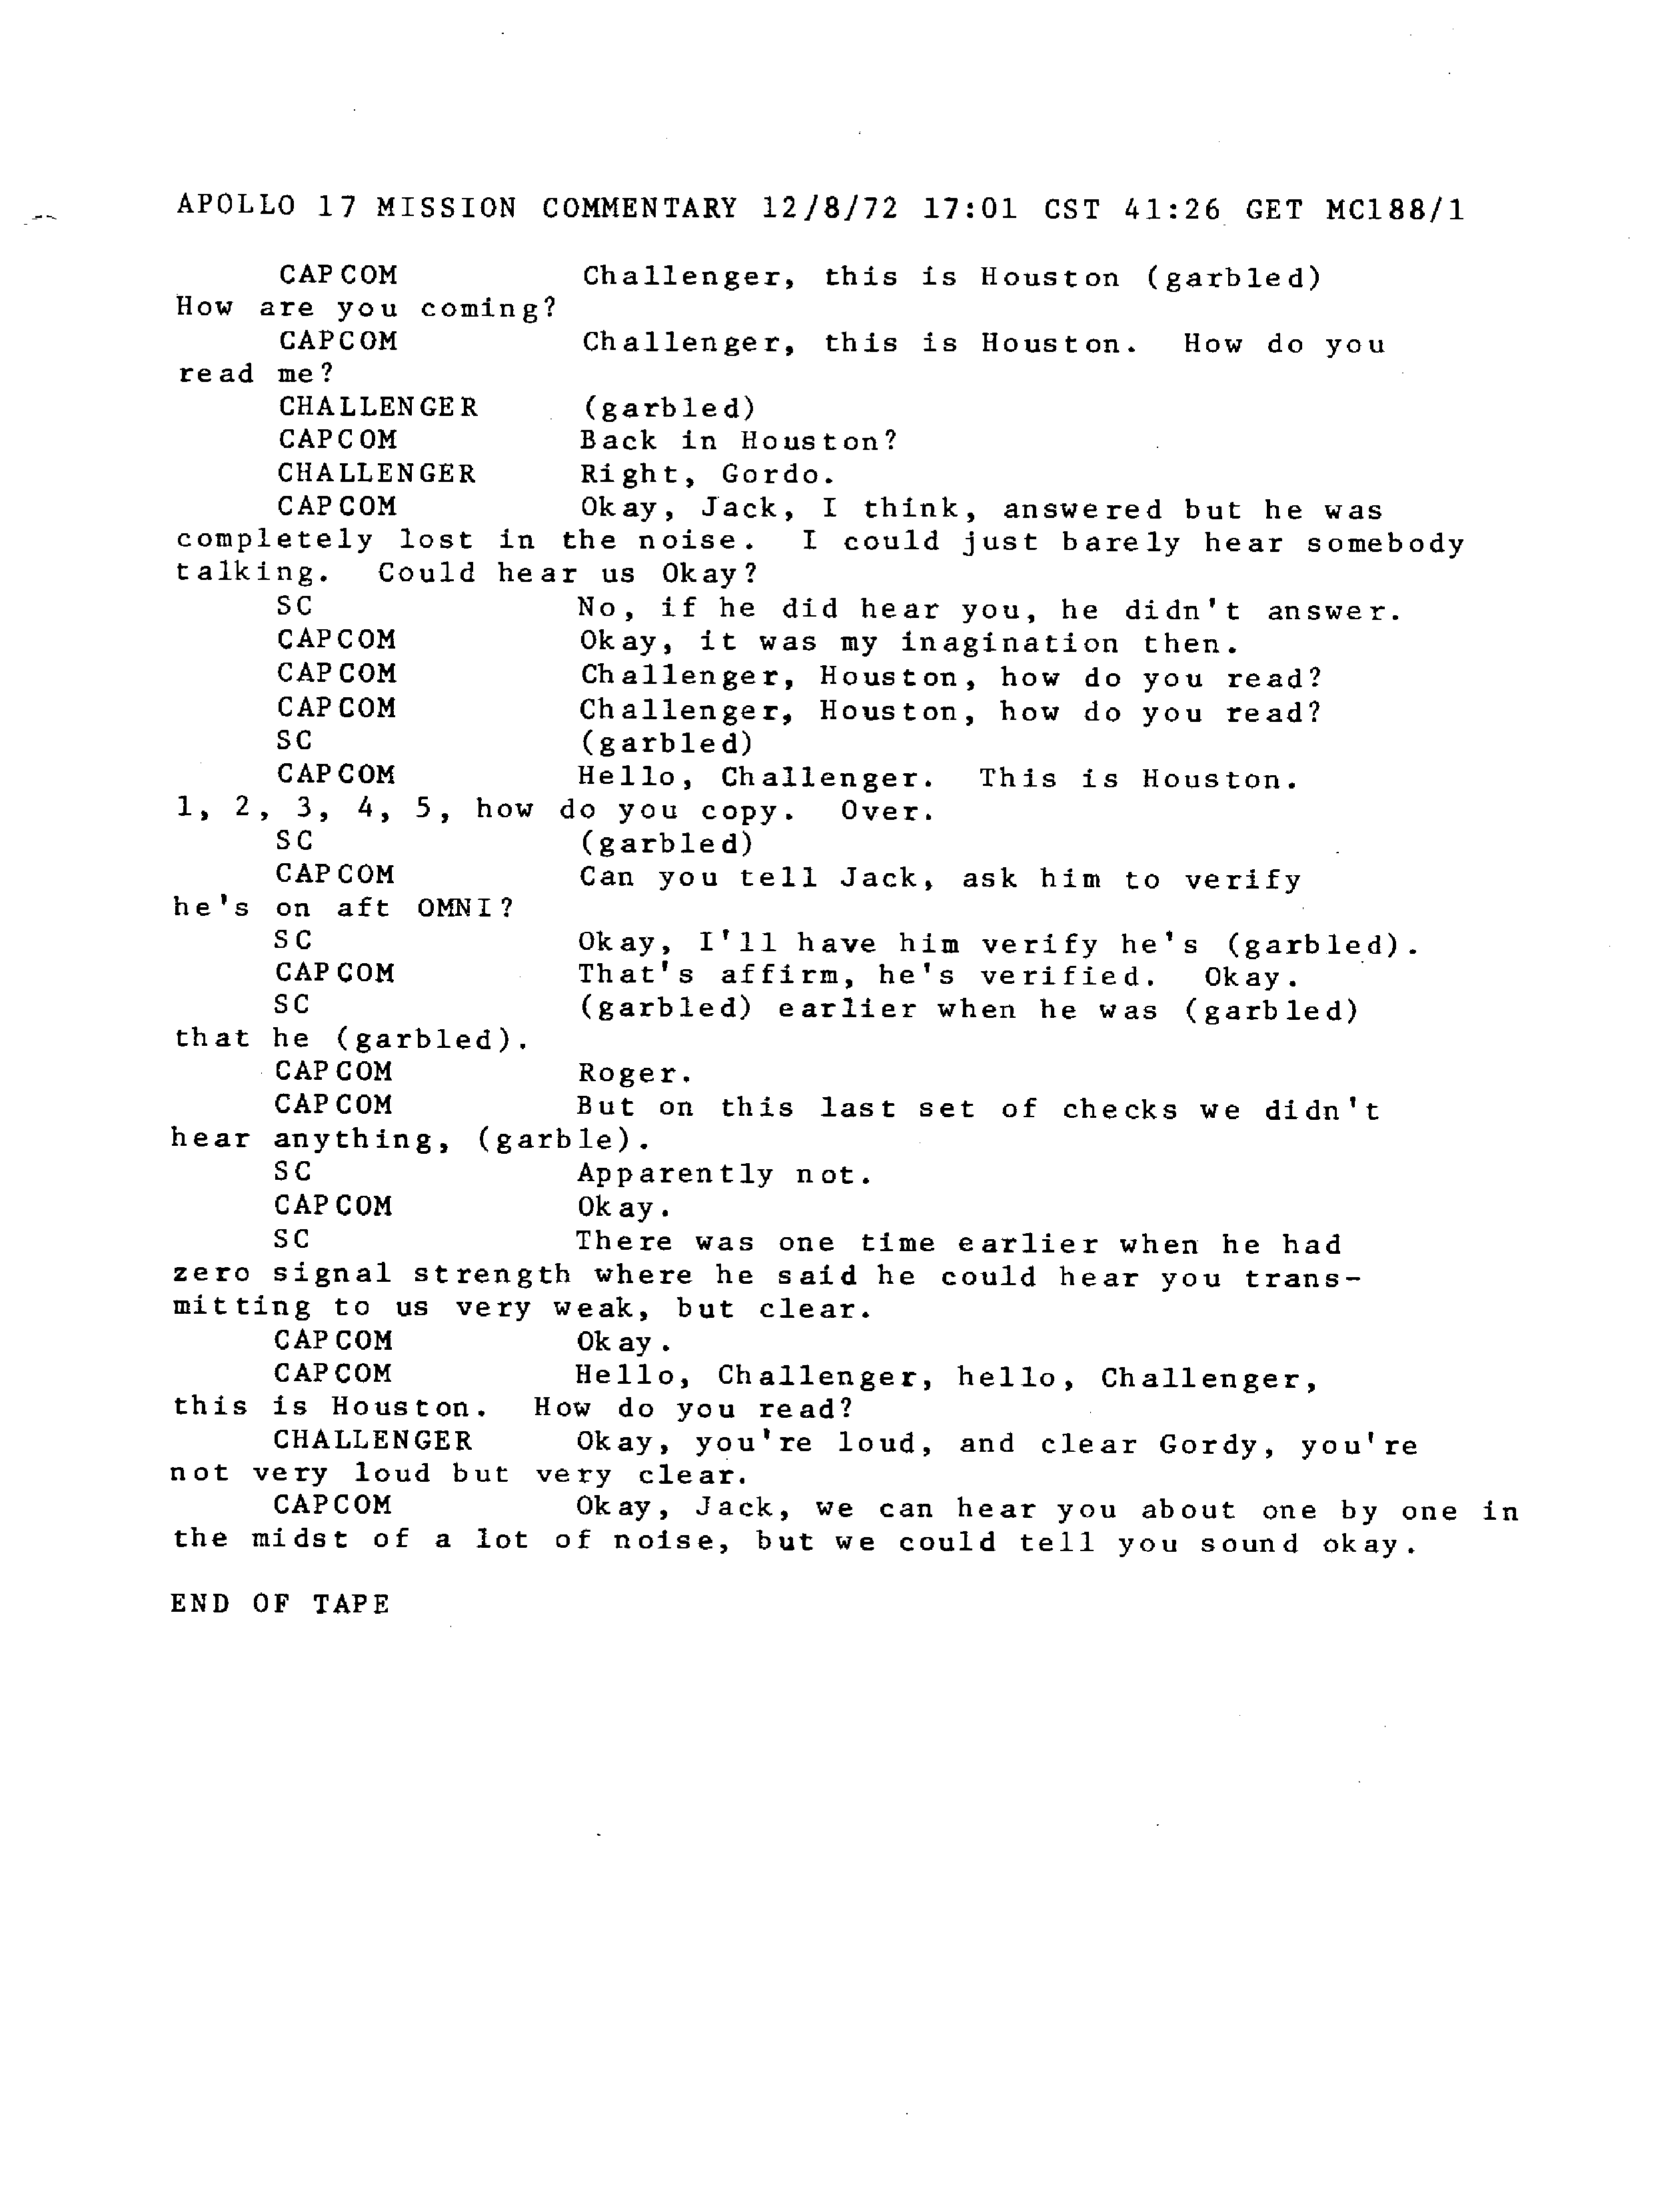 APOLLO 17 MISSION COMMENTARY 12/8/72 17:01 CST 41:26 GET MC188/1
CAPCOM Challenger, this is Houston (garbled)
How are you coming?
CAPCOM Challenger, this is Houston. How do you
read me?
CHALLENGER (garbled)
CAPCOM Back in Houston?
CHALLENGER Right, Gordo.
CAPCOM Okay, Jack, I think, answered but he was
completely lost in the noise. I could just barely hear somebody
talking. Could hear us Okay?
SC No, if he did hear you, he didn't answer.
CAPCOM Okay, it was my inagination then.
CAPCOM Challenger, Houston, how do you read?
CAPCOM Challenger, Houston, how do you read?
SC (garbled)
CAPCOM Hello, Challenger. This is Houston.
1, 2, 3, 4, 5, how do you copy. Over.
SC (garbled)
CAPCOM Can you tell Jack, ask him to verify
he's on aft OMNI?
SC Okay, I'll have him verify he's (garbled).
CAPCOM That's affirm, he's verified. Okay.
SC (garbled) earlier when he was (garbled)
that he (garbled).
CAPCOM Roger.
CAPCOM But on this last set of checks we didn't
hear anything, (garble).
SC Apparently not.
CAPCOM Okay.
SC There was one time earlier when he had
zero signal strength where he said he could hear you trans-
mitting to us very weak, but clear.
CAPCOM Okay.
CAPCOM Hello, Challenger, hello, Challenger,
this is Houston. How do you read?
CHALLENGER Okay, you're loud, and clear Gordy, you're
not very loud but very clear.
CAPCOM Okay, Jack, we can hear you about one by one in
the midst of a lot of noise, but we could tell you sound okay.
END OF TAPE